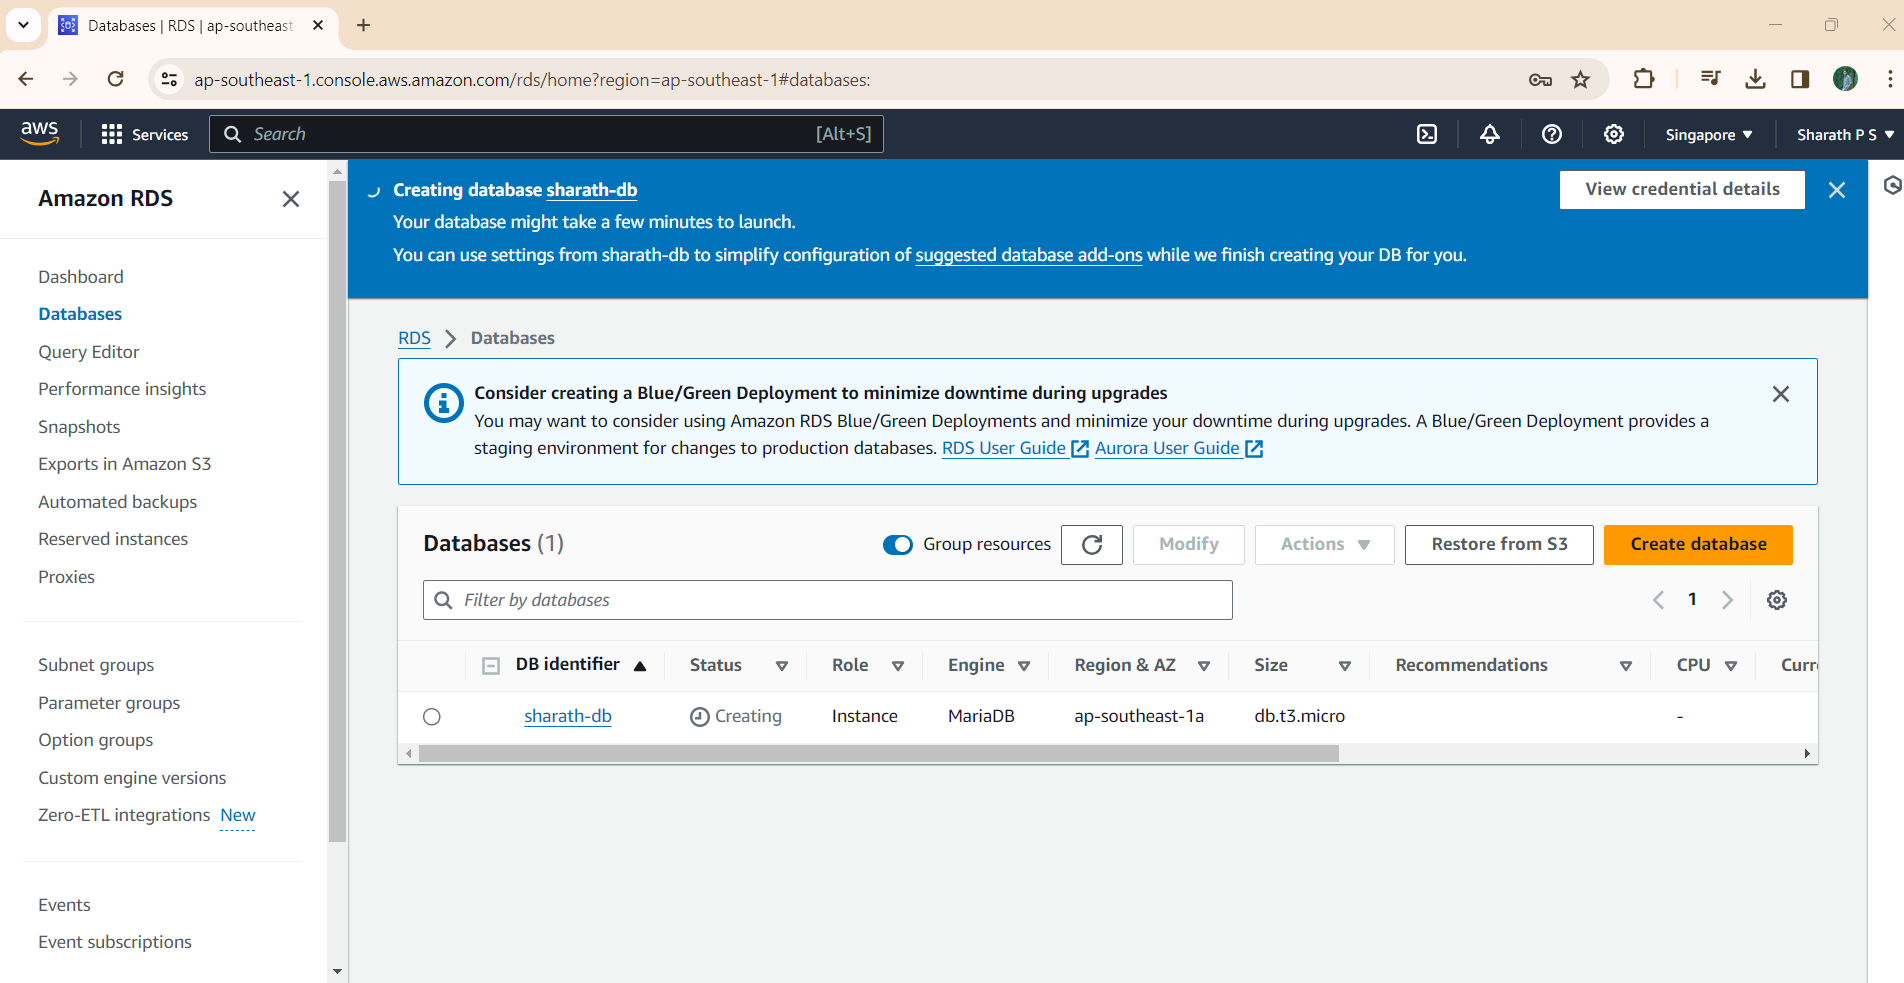 Databases | RDS | ap-southeast-
ap-southeast-1.console.aws.amazon.com/rds/home?region=ap-southeast-1#databases:
aws
Services
Search
[Alt+S]
Singapore
Sharath P S
Amazon RDS
Dashboard
Databases
Query Editor
Performance insights
Snapshots
Exports in Amazon S3
Automated backups
Reserved instances
Proxies
Subnet groups
Parameter groups
Option groups
Custom engine versions
Zero-ETL integrations New
Events
Event subscriptions
Creating database sharath-db
View credential details
Your database might take a few minutes to launch.
You can use settings from sharath-db to simplify configuration of suggested database add-ons while we finish creating your DB for you.
RDS > Databases
Consider creating a Blue/Green Deployment to minimize downtime during upgrades
You may want to consider using Amazon RDS Blue/Green Deployments and minimize your downtime during upgrades. A Blue/Green Deployment provides a
staging environment for changes to production databases. RDS User Guide Aurora User Guide
Databases (1)
Group resources
Modify
Actions
Restore from S3
Create database
Filter by databases
1
DB identifier Status Role Engine Region & AZ Size Recommendations CPU Curr
sharath-db Creating Instance MariaDB ap-southeast-1a db.t3.micro -